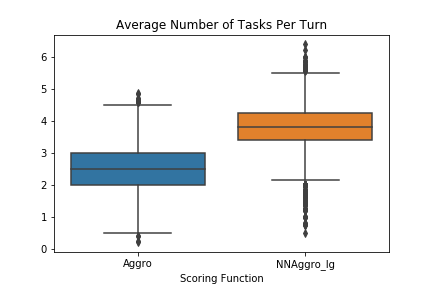 Average Number of Tasks Per Turn
6
5
4
3
2
1
0
Aggro NNAggro_lg
Scoring Function